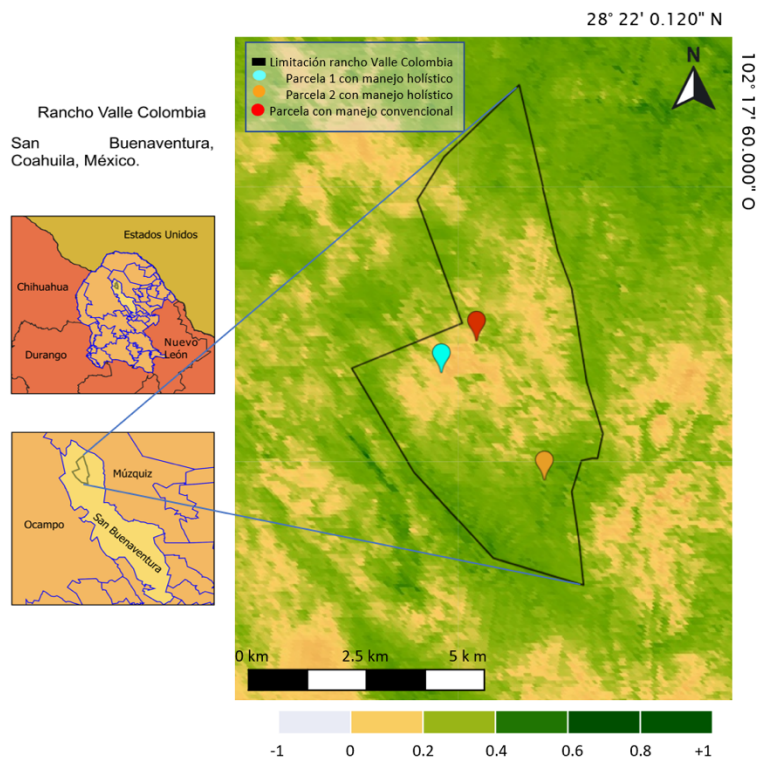 28° 22' 0.120" N
102° 17' 60.000" O
Rancho Valle Colombia
San Buenaventura,
Coahuila, México.
Limitación rancho Valle Colombia
Parcela 1 con manejo holístico
Parcela 2 con manejo holístico
Parcela con manejo convencional
N
Estados Unidos
Chihuahua
Nuevo
León
Durango
Múzquiz
Ocampo
San Buenaventura
0 km 2.5 km 5 k m
-1 0 0.2 0.4 0.6 0.8 +1